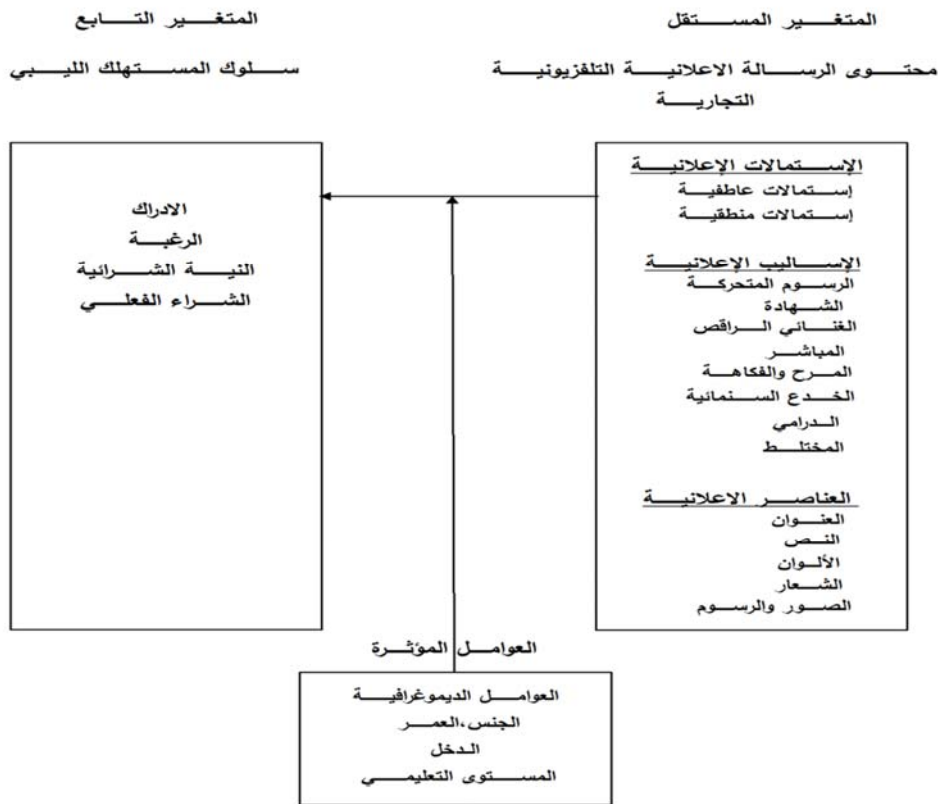 المتغير المستقل
محتوى الرسالة الاعلانية التلفزيونية
التجارية
الإستمالات الإعلانية
إستمالات عاطفية
إستمالات منطقية
الإساليب الإعلانية
الرسوم المتحركة
الشهادة
الغنائي الراقص
المباشر
المرح والفكاهة
الخدع السنمائية
الدرامي
المختلط
العناصر الاعلانية
العنوان
النص
الألوان
الشعار
الصور والرسوم
المتغير التابع
سلوك المستهلك الليبي
الادراك
الرغبة
النية الشرائية
الشراء الفعلي
العوامل المؤثرة
العوامل الديموغرافية
الجنس،العمر
الدخل
المستوى التعليمي